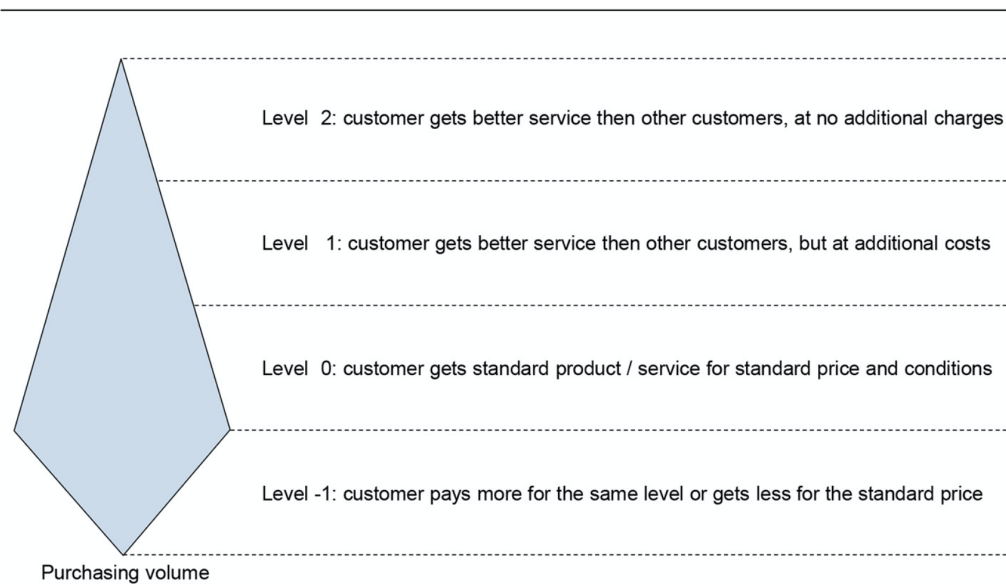 Level 2: customer gets better service then other customers, at no additional charges
Level 1: customer gets better service then other customers, but at additional costs
Level 0: customer gets standard product / service for standard price and conditions
Level -1: customer pays more for the same level or gets less for the standard price
Purchasing volume